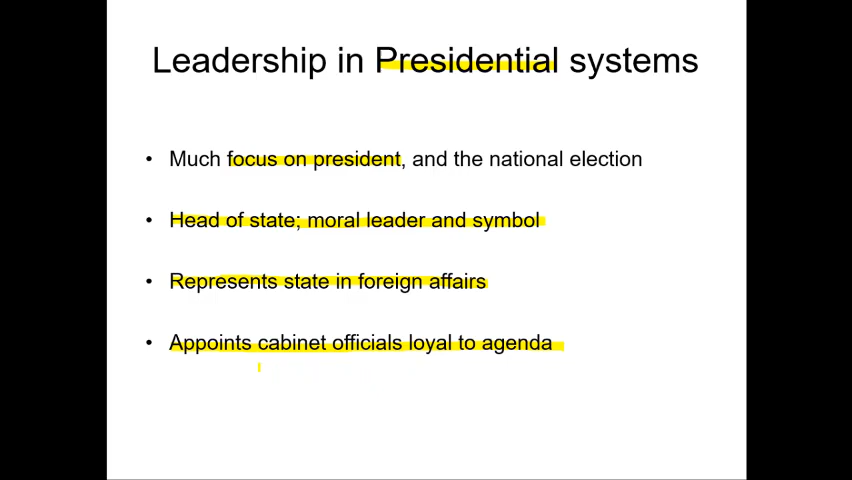 Leadership in Presidential systems
• Much focus on president, and the national election
• Head of state; moral leader and symbol
• Represents state in foreign affairs
• Appoints cabinet officials loyal to agenda